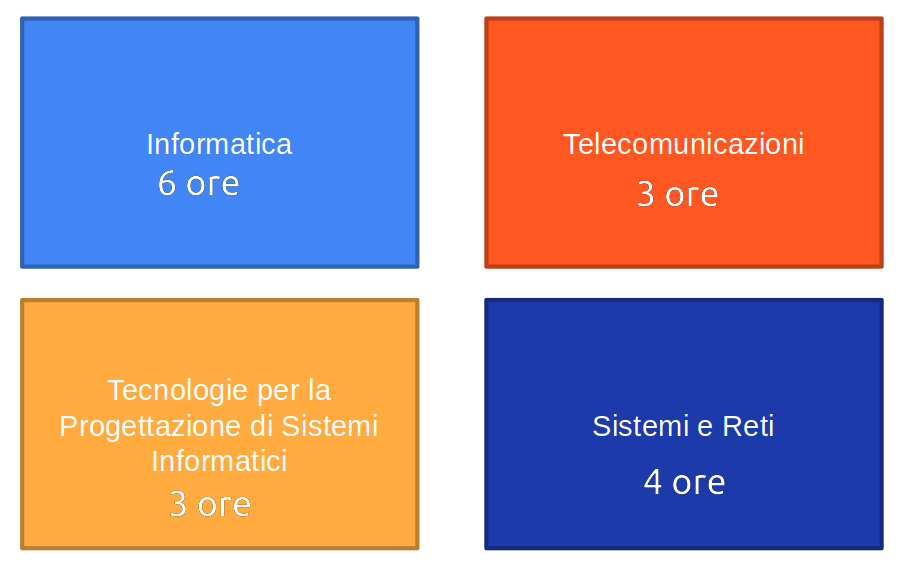 Informatica
6 ore
Telecomunicazioni
3 ore
Tecnologie per la
Progettazione di Sistemi
Informatici
3 ore
Sistemi e Reti
4 ore